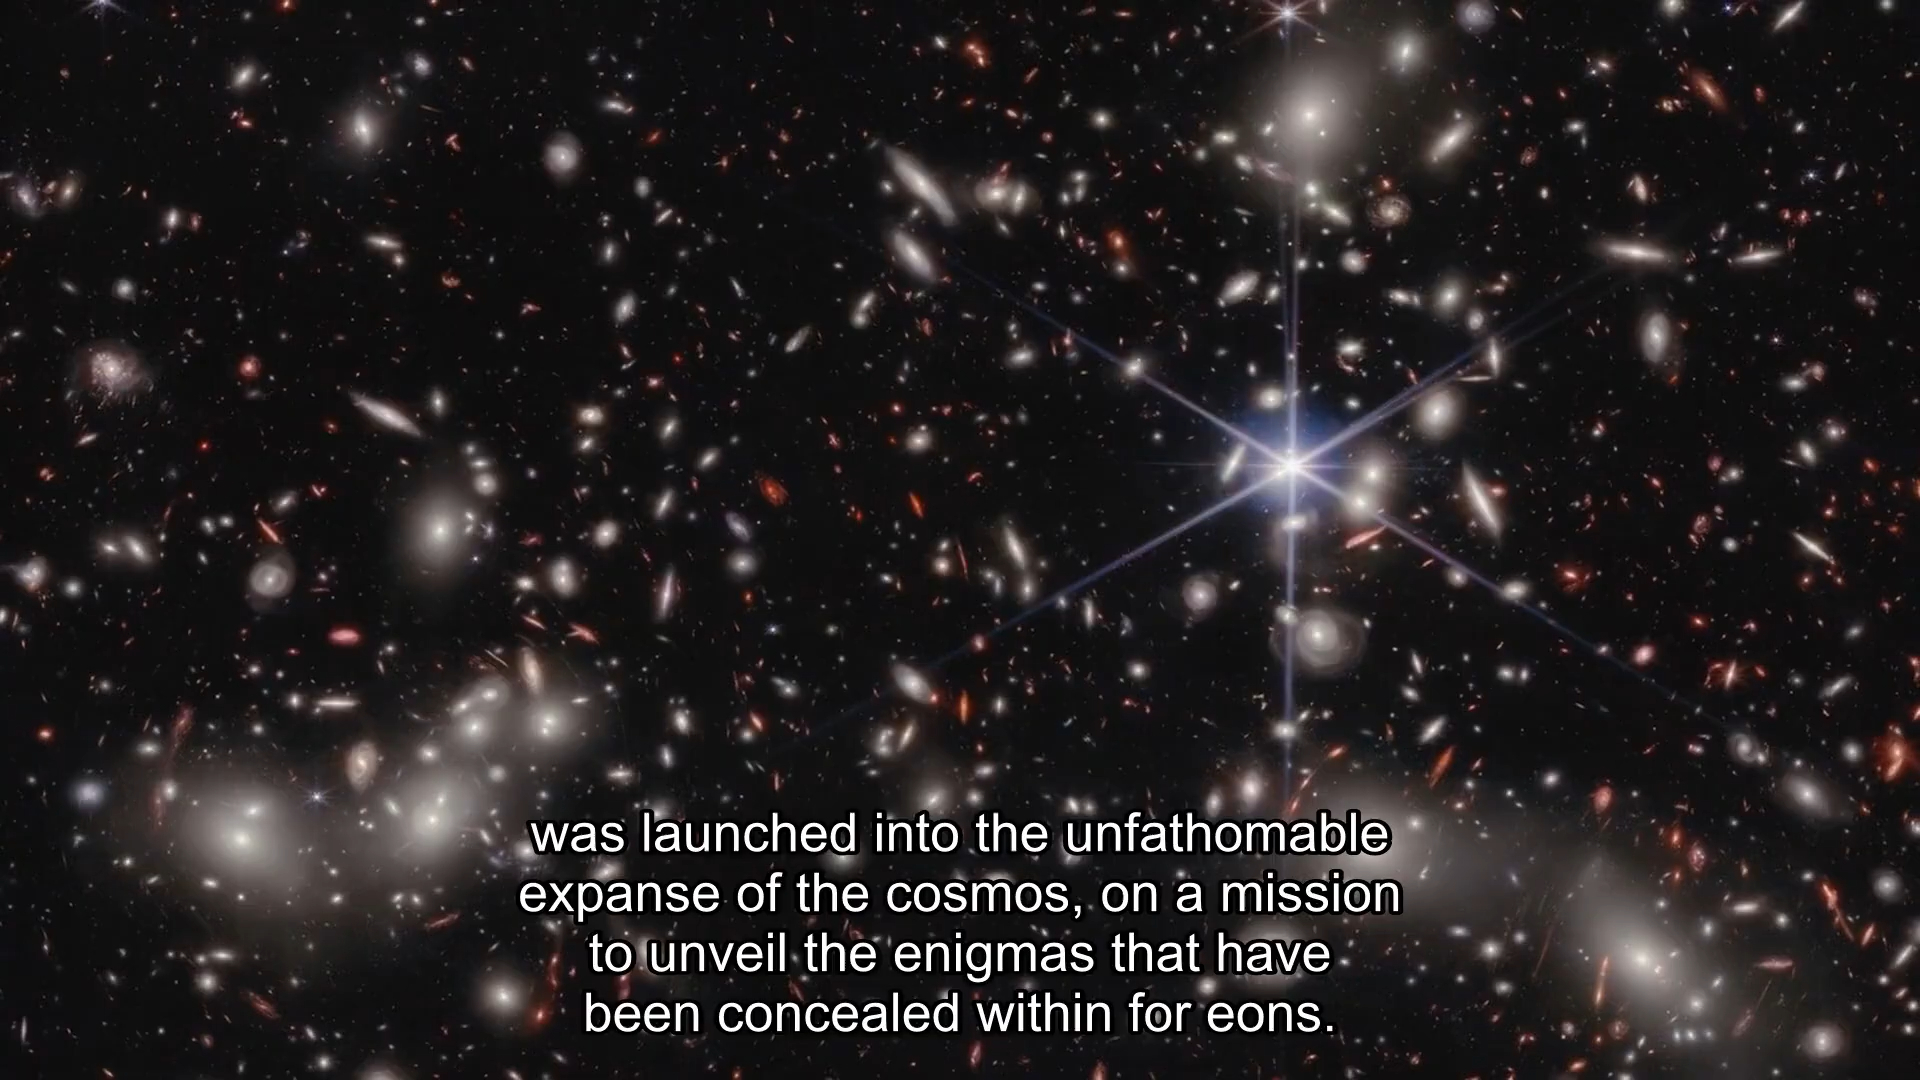 was launched into the unfathomable
expanse of the cosmos, on a mission
to unveil the enigmas that have
been concealed within for eons.